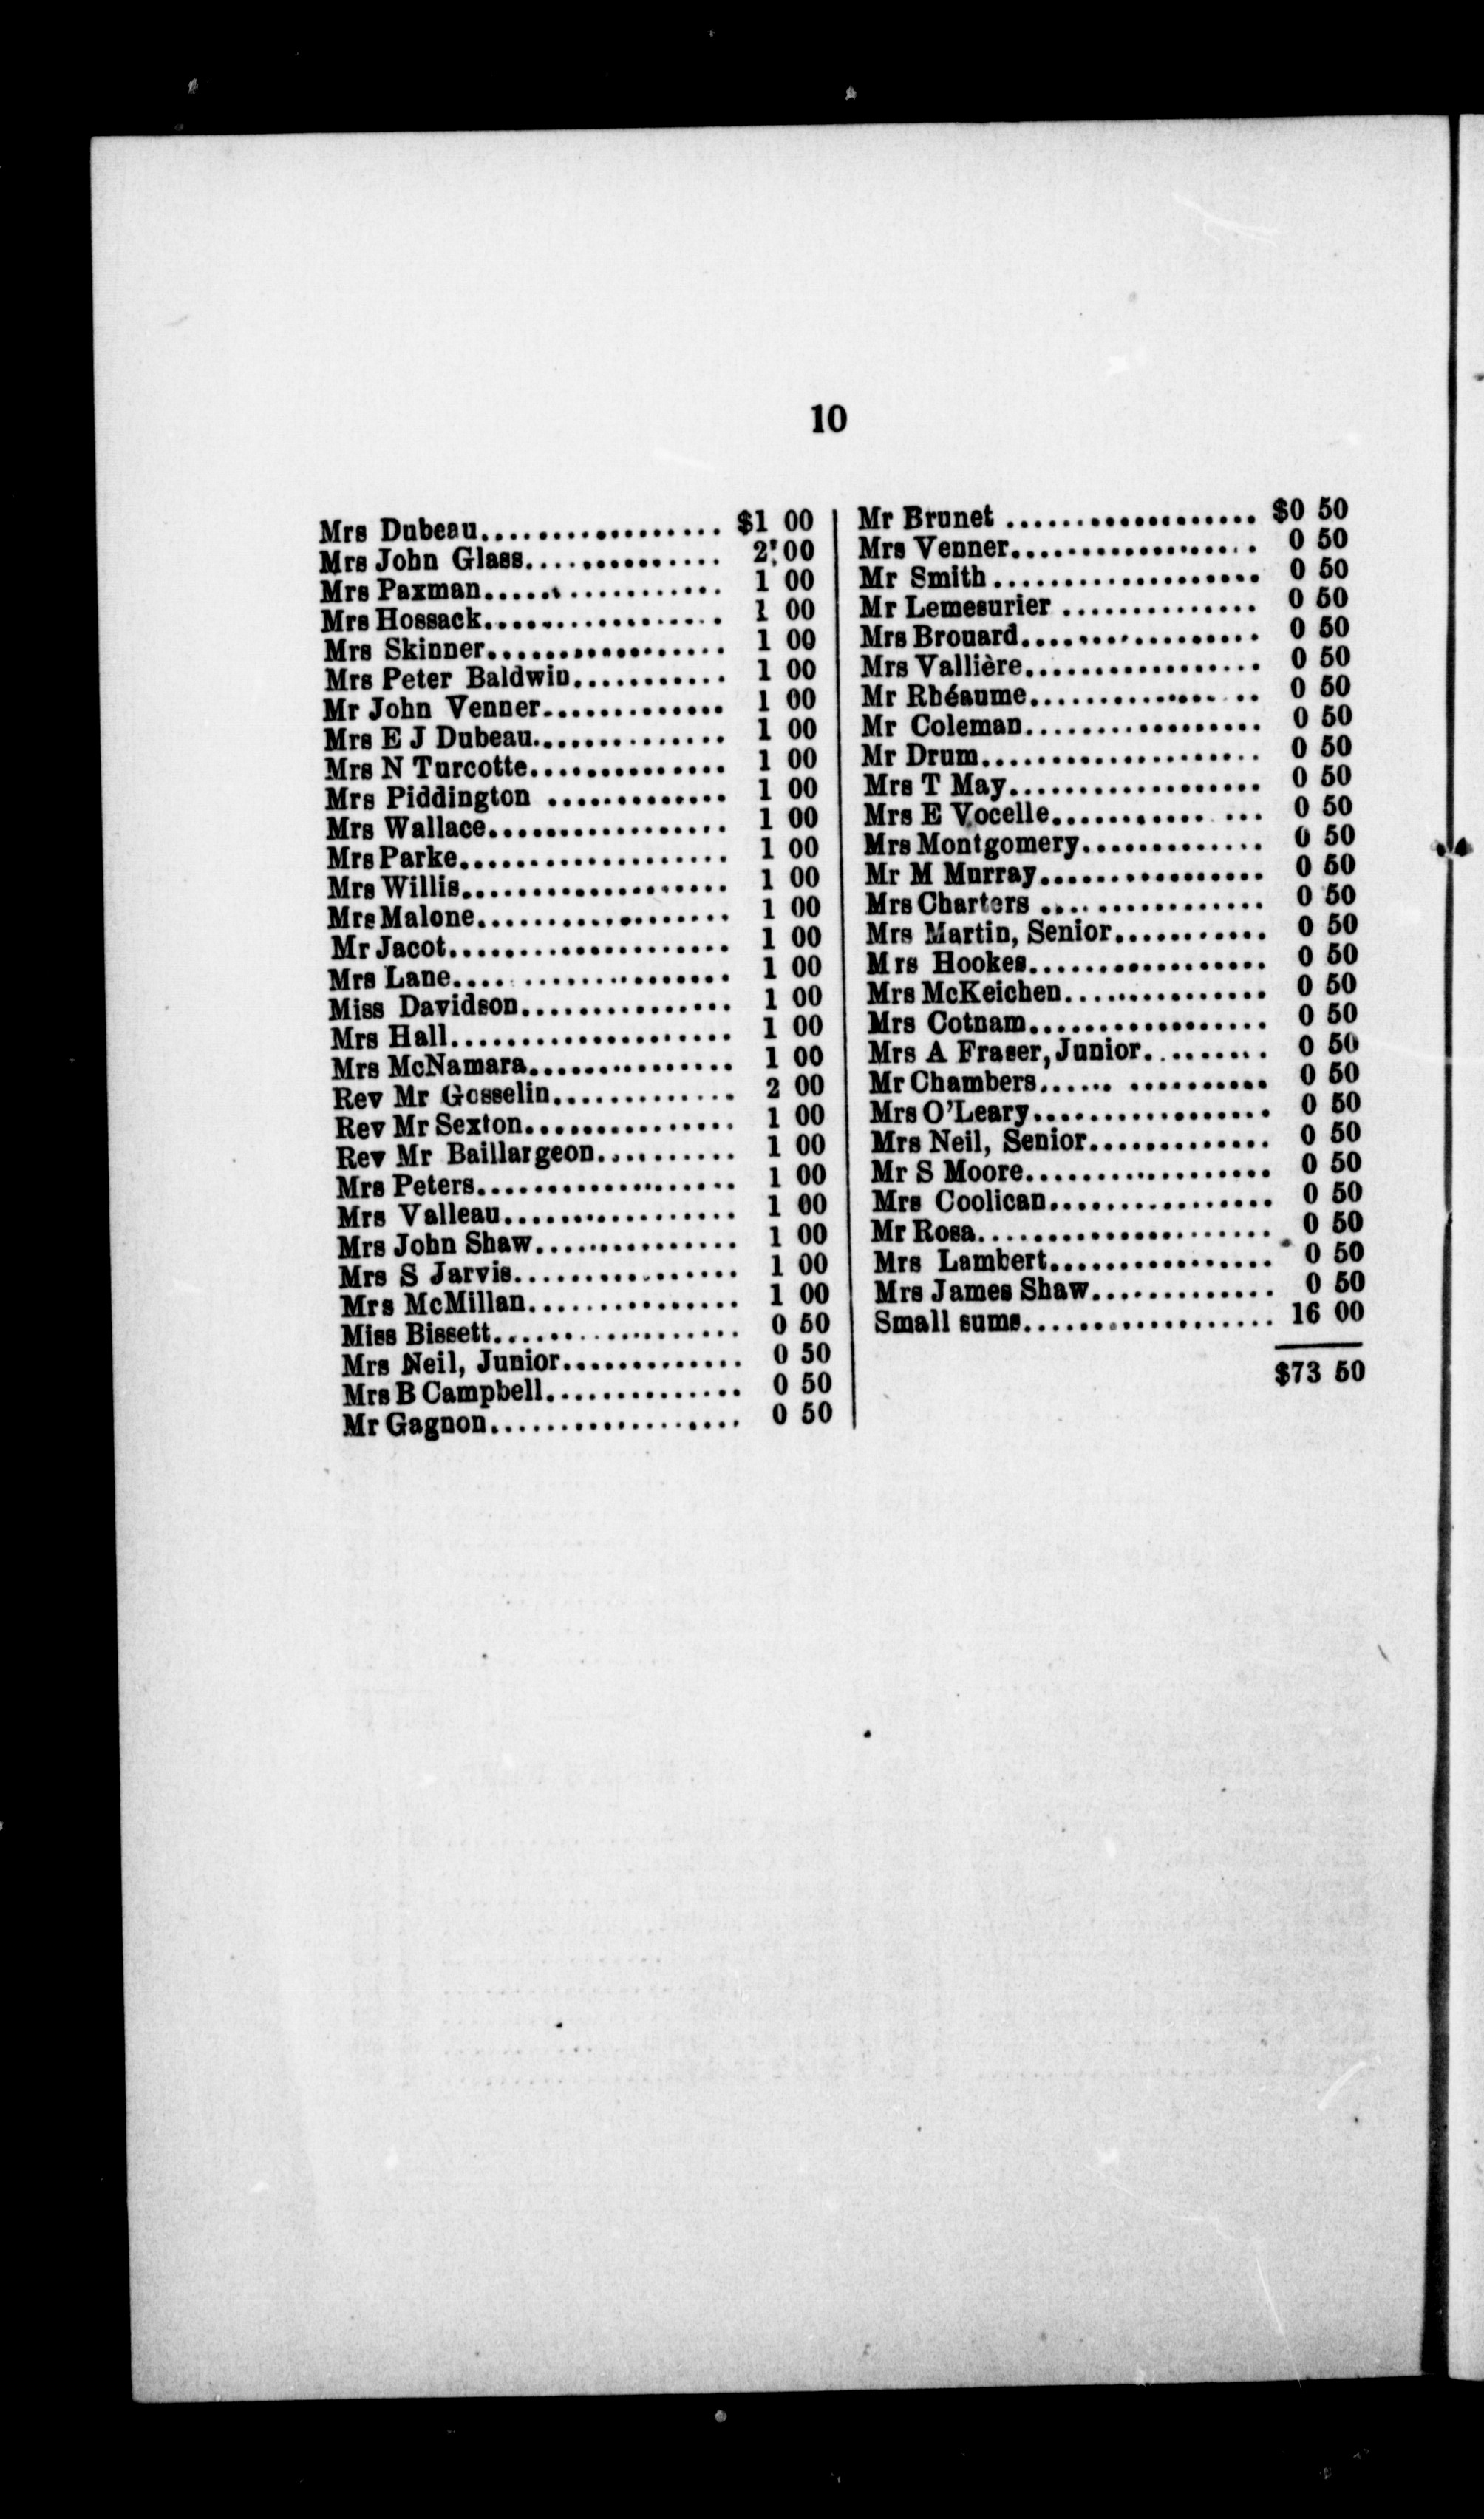 10
Mrs Dubeau................. $1 00
Mrs John Glass.............. 2 00
Mrs Paxman................. 1 00
Mrs Hossack................. 1 00
Mrs Skinner................. 1 00
Mrs Peter Baldwin........... 1 00
Mr John Venner............. 1 00
Mrs E J Dubeau.............. 1 00
Mrs N Turcotte.............. 1 00
Mrs Piddington ............. 1 00
Mrs Wallace................. 1 00
Mrs Parke................... 1 00
Mrs Willis................... 1 00
Mrs Malone.................. 1 00
Mr Jacot.................... 1 00
Mrs Lane.................... 1 00
Miss Davidson............... 1 00
Mrs Hall.................... 1 00
Mrs McNamara............... 1 00
Rev Mr Gosselin............. 2 00
Rev Mr Sexton............... 1 00
Rev Mr Baillargeon.......... 1 00
Mrs Peters................... 1 00
Mrs Valleau................. 1 00
Mrs John Shaw............... 1 00
Mrs S Jarvis................ 1 00
Mrs McMillan............... 1 00
Miss Bissett.................. 0 50
Mrs Neil, Junior............. 0 50
Mrs B Campbell.............. 0 50
Mr Gagnon.................. 0 50
Mr Brunet .................. $0 50
Mrs Venner.................. 0 50
Mr Smith................... 0 50
Mr Lemesurier .............. 0 50
Mrs Brouard................. 0 50
Mrs Vallière................. 0 50
Mr Rhéaume................. 0 50
Mr Coleman................. 0 50
Mr Drum.................... 0 50
Mrs T May.................. 0 50
Mrs E Vocelle............... 0 50
Mrs Montgomery............. 0 50
Mr M Murray................ 0 50
Mrs Charters ................ 0 50
Mrs Martin, Senior........... 0 50
Mrs Hookes................. 0 50
Mrs McKeichen............... 0 50
Mrs Cotnam................. 0 50
Mrs A Fraser, Junior......... 0 50
Mr Chambers................ 0 50
Mrs O'Leary................. 0 50
Mrs Neil, Senior............. 0 50
Mr S Moore.................. 0 50
Mrs Coolican................ 0 50
Mr Rosa..................... 0 50
Mrs Lambert................ 0 50
Mrs James Shaw............. 0 50
Small sums.................. 16 00
$73 50